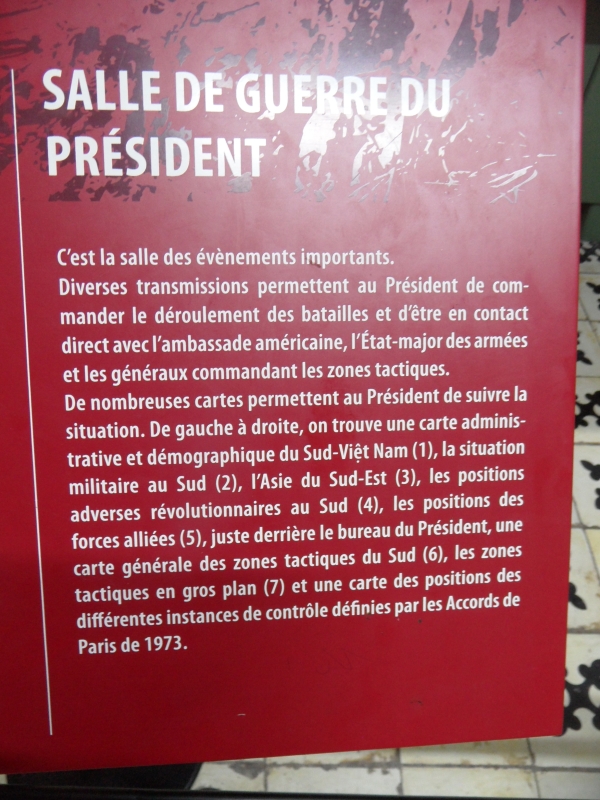 SALLE DE GUERRE DU
PRÉSIDENT
C'est la salle des évènements importants.
Diverses transmissions permettent au Président de com-
mander le déroulement des batailles et d'être en contact
direct avec l'ambassade américaine, l'État-major des armées
et les généraux commandant les zones tactiques.
De nombreuses cartes permettent au Président de suivre la
situation. De gauche à droite, on trouve une carte adminis-
trative et démographique du Sud-Việt Nam (1), la situation
militaire au Sud (2), l'Asie du Sud-Est (3), les positions
adverses révolutionnaires au Sud (4), les positions des
forces alliées (5), juste derrière le bureau du Président, une
carte générale des zones tactiques du Sud (6), les zones
tactiques en gros plan (7) et une carte des positions des
différentes instances de contrôle définies par les Accords de
Paris de 1973.